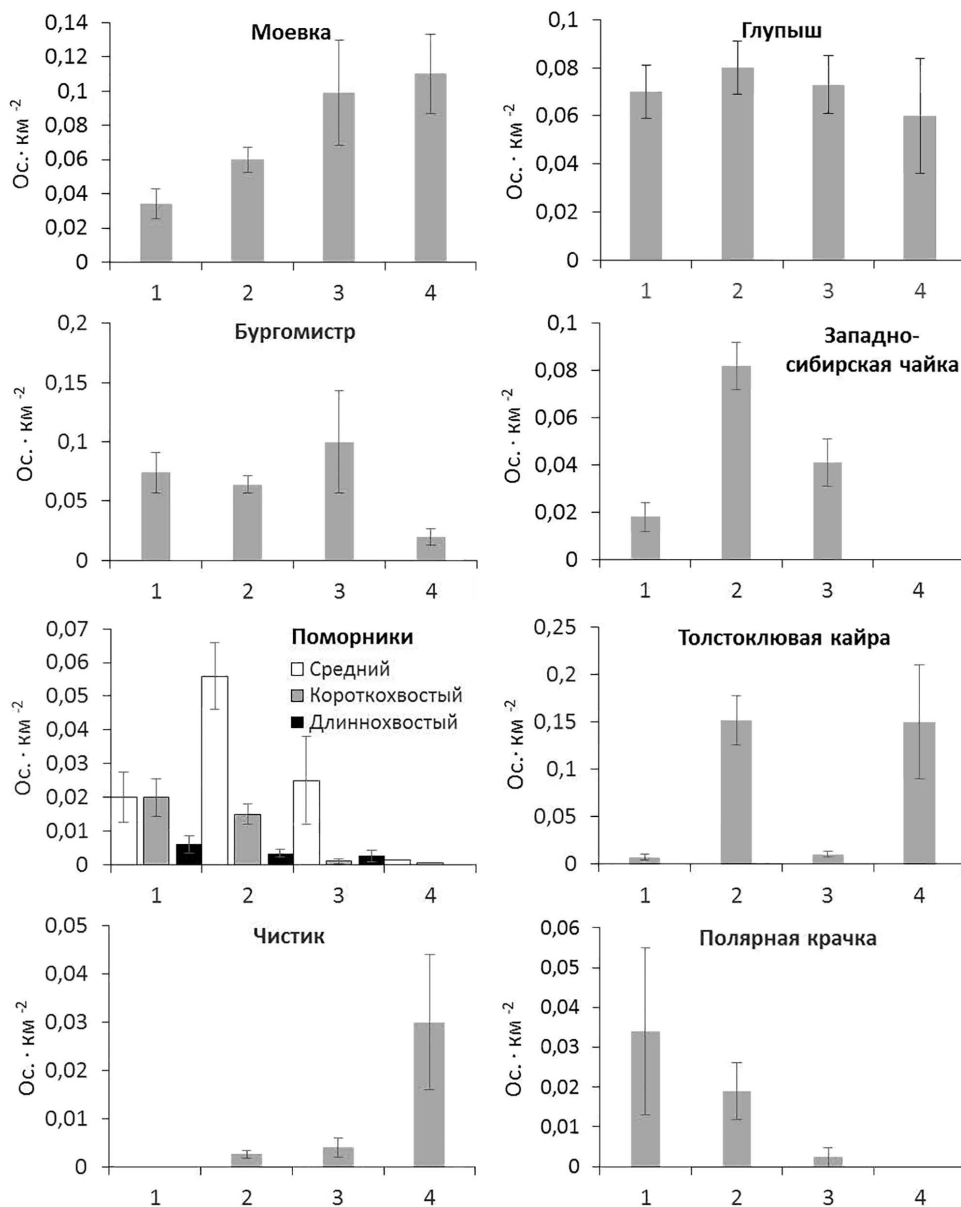 Моевка
0,14
0,12
0,1
0,08
0,06
0,04
0,02
0
Ос. · км -2
1 2 3 4
Глупыш
0,1
0,08
0,06
0,04
0,02
0
Ос. · км -2
1 2 3 4
Бургомистр
0,2
0,15
0,1
0,05
0
Ос. · км -2
1 2 3 4
Западно-
сибирская чайка
0,1
0,08
0,06
0,04
0,02
0
Ос. · км -2
1 2 3 4
Поморники
Средний
Короткохвостый
Длиннохвостый
0,07
0,06
0,05
0,04
0,03
0,02
0,01
0
Ос. · км -2
1 2 3 4
Толстоклювая кайра
0,25
0,2
0,15
0,1
0,05
0
Ос.· км -2
1 2 3 4
Чистик
0,05
0,04
0,03
0,02
0,01
0
Ос. · км -2
1 2 3 4
Полярная крачка
0,06
0,05
0,04
0,03
0,02
0,01
0
Ос. · км -2
1 2 3 4